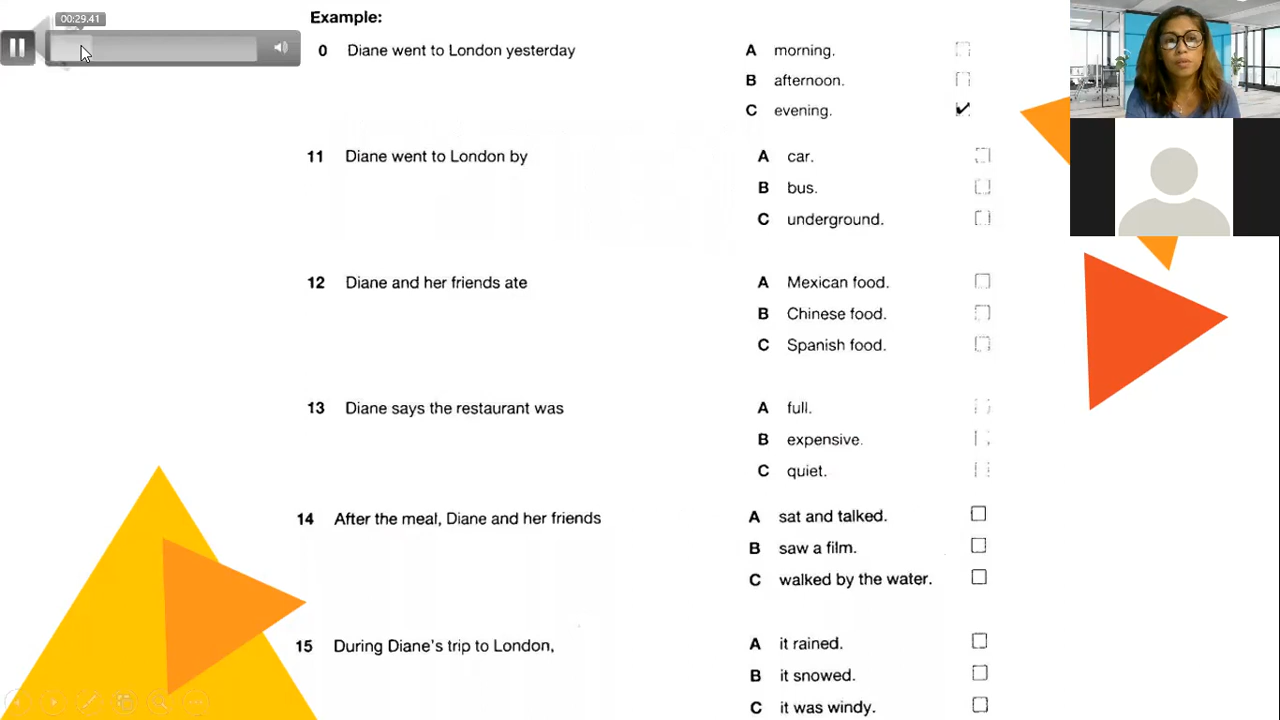 00:29.41
Example:
0 Diane went to London yesterday
A morning.
B afternoon.
C evening.
11 Diane went to London by
A car.
B bus.
C underground.
12 Diane and her friends ate
A Mexican food.
B Chinese food.
C Spanish food.
13 Diane says the restaurant was
A full.
B expensive.
C quiet.
14 After the meal, Diane and her friends
A sat and talked.
B saw a film.
C walked by the water.
15 During Diane's trip to London,
A it rained.
B it snowed.
C it was windy.